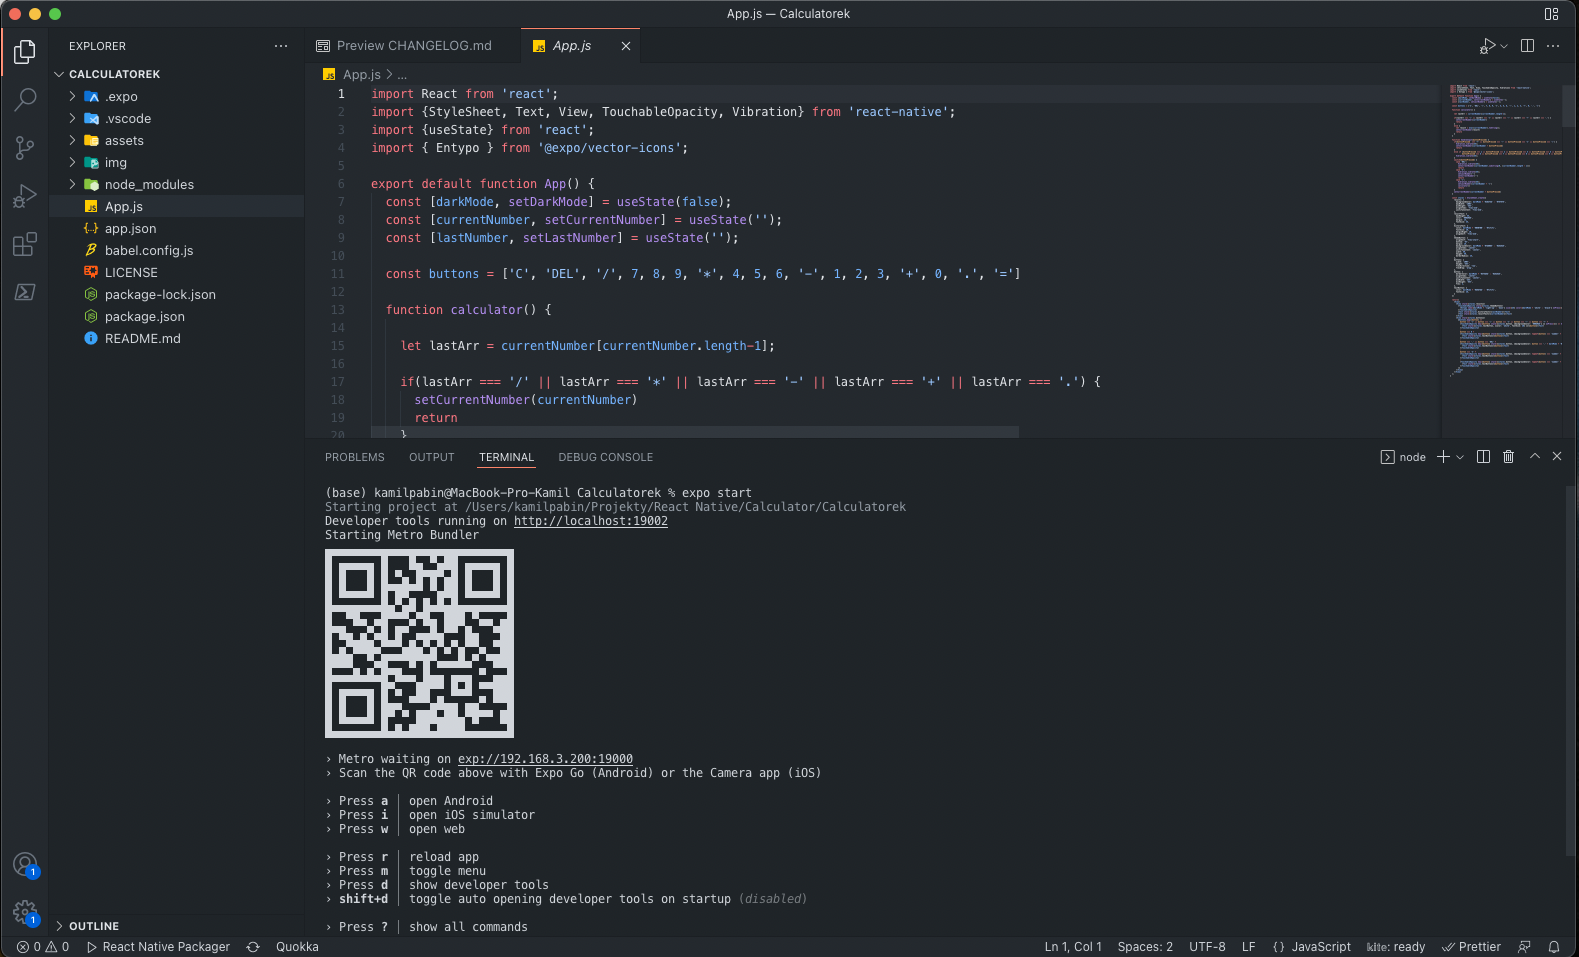 App.js — Calculatorek
EXPLORER
CALCULATOREK
.expo
.vscode
assets
img
node_modules
App.js
app.json
babel.config.js
LICENSE
package-lock.json
package.json
README.md
OUTLINE
Preview CHANGELOG.md
App.js
App.js > ...
1 import React from 'react';
2 import {StyleSheet, Text, View, TouchableOpacity, Vibration} from 'react-native';
3 import {useState} from 'react';
4 import { Entypo } from '@expo/vector-icons';
5
6 export default function App() {
7 const [darkMode, setDarkMode] = useState(false);
8 const [currentNumber, setCurrentNumber] = useState('');
9 const [lastNumber, setLastNumber] = useState('');
10
11 const buttons = ['C', 'DEL', '/', 7, 8, 9, '*', 4, 5, 6, '-', 1, 2, 3, '+', 0, '.', '=']
12
13 function calculator() {
14
15 let lastArr = currentNumber[currentNumber.length-1];
16
17 if(lastArr === '/' || lastArr === '*' || lastArr === '-' || lastArr === '+' || lastArr === '.') {
18 setCurrentNumber(currentNumber)
19 return
20 }
PROBLEMS OUTPUT TERMINAL DEBUG CONSOLE
node
(base) kamilpabin@MacBook-Pro-Kamil Calculatorek % expo start
Starting project at /Users/kamilpabin/Projekty/React Native/Calculator/Calculatorek
Developer tools running on http://localhost:19002
Starting Metro Bundler
› Metro waiting on exp://192.168.3.200:19000
› Scan the QR code above with Expo Go (Android) or the Camera app (iOS)
› Press a │ open Android
› Press i │ open iOS simulator
› Press w │ open web
› Press r │ reload app
› Press m │ toggle menu
› Press d │ show developer tools
› shift+d │ toggle auto opening developer tools on startup (disabled)
› Press ? │ show all commands
1
1
0 0 React Native Packager Quokka
Ln 1, Col 1 Spaces: 2 UTF-8 LF {} JavaScript kite: ready Prettier